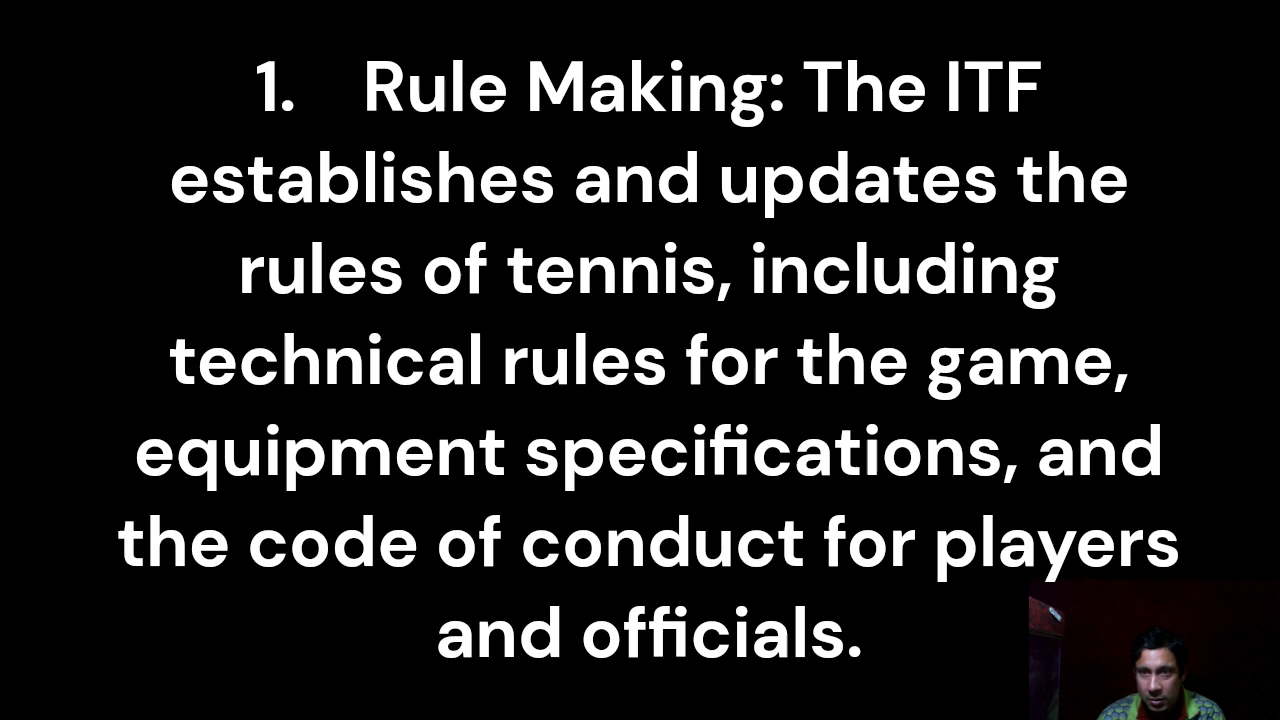 1. Rule Making: The ITF
establishes and updates the
rules of tennis, including
technical rules for the game,
equipment specifications, and
the code of conduct for players
and officials.